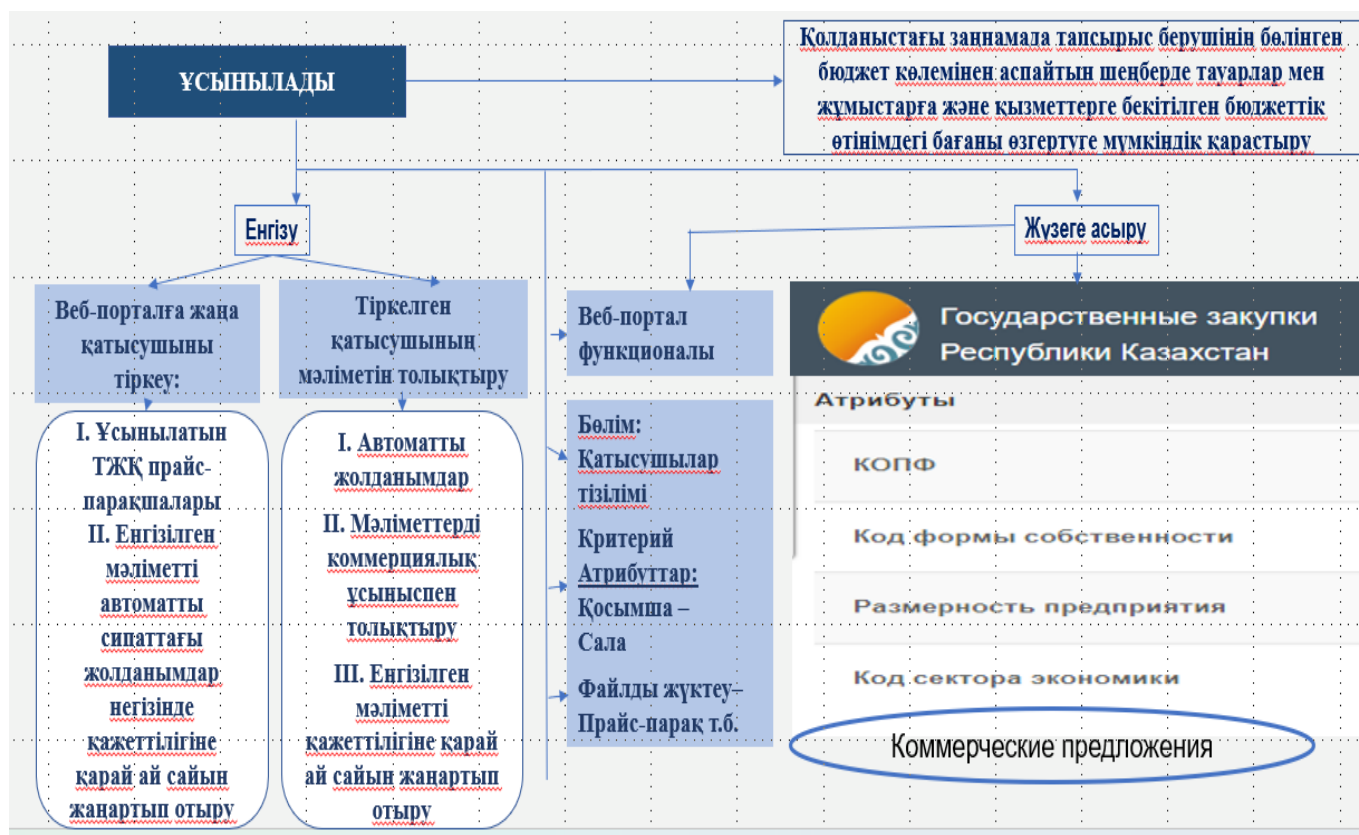 ҰСЫНЫЛАДЫ
Қолданыстағы заңнамада тапсырыс берушінің бөлінген
бюджет көлемінен аспайтын шеңберде тауарлар мен
жұмыстарға және қызметтерге бекітілген бюджеттік
өтінімдегі бағаны өзгертуге мүмкіндік қарастыру
Енгізу
Жүзеге асыру
Веб-порталға жаңа
қатысушыны
тіркеу:
Тіркелген
қатысушының
мәліметін толықтыру
Веб-портал
функционалы
Государственные закупки
Республики Казахстан
I. Ұсынылатын
ТЖҚ прайс-
парақшалары
II. Енгізілген
мәліметті
автоматты
сипаттағы
жолданымдар
негізінде
қажеттілігіне
қарай ай сайын
жаңартып отыру
I. Автоматты
жолданымдар
II. Мәліметтерді
коммерциялық
ұсыныспен
толықтыру
III. Енгізілген
мәліметті
қажеттілігіне қарай
ай сайын жаңартып
отыру
Бөлім:
Қатысушылар
тізілімі
Критерий
Атрибуттар:
Қосымша –
Сала
Файлды жүктеу–
Прайс-парақ т.б.
Атрибуты
КОПФ
Код формы собственности
Размерность предприятия
Код сектора экономики
Коммерческие предложения